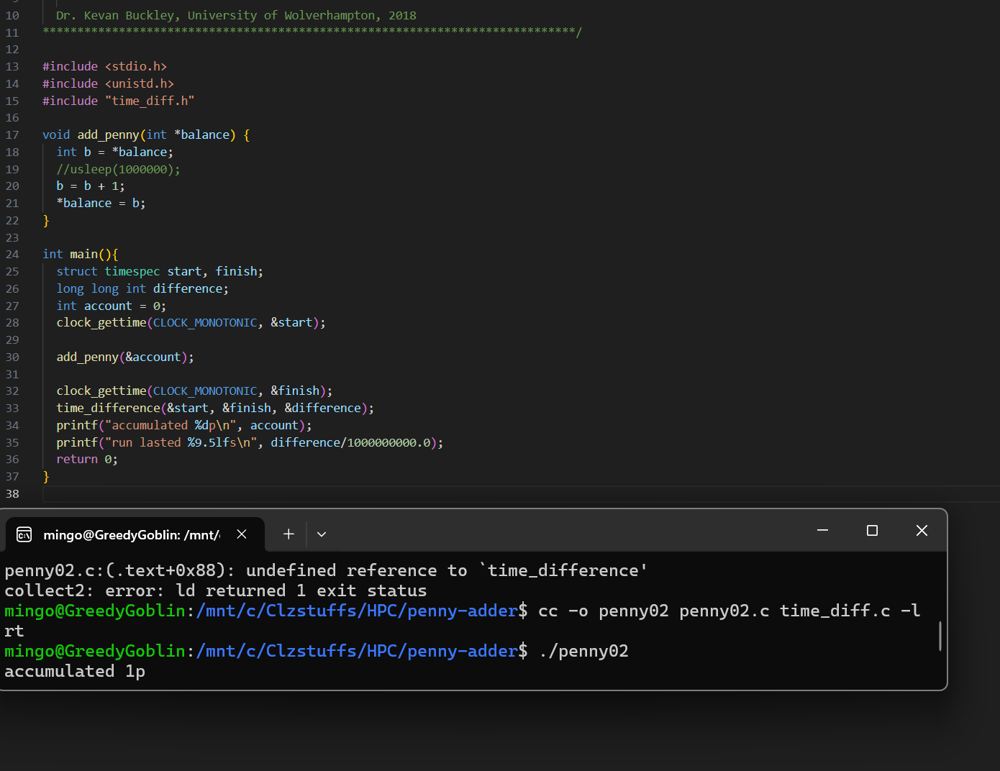 10 Dr. Kevan Buckley, University of Wolverhampton, 2018
11 *****************************************************************************/
12
13 #include <stdio.h>
14 #include <unistd.h>
15 #include "time_diff.h"
16
17 void add_penny(int *balance) {
18 int b = *balance;
19 //usleep(1000000);
20 b = b + 1;
21 *balance = b;
22 }
23
24 int main(){
25 struct timespec start, finish;
26 long long int difference;
27 int account = 0;
28 clock_gettime(CLOCK_MONOTONIC, &start);
29
30 add_penny(&account);
31
32 clock_gettime(CLOCK_MONOTONIC, &finish);
33 time_difference(&start, &finish, &difference);
34 printf("accumulated %dp\n", account);
35 printf("run lasted %9.5lfs\n", difference/1000000000.0);
36 return 0;
37 }
38
mingo@GreedyGoblin: /mnt/
penny02.c:(.text+0x88): undefined reference to `time_difference'
collect2: error: ld returned 1 exit status
mingo@GreedyGoblin:/mnt/c/Clzstuffs/HPC/penny-adder$ cc -o penny02 penny02.c time_diff.c -l
rt
mingo@GreedyGoblin:/mnt/c/Clzstuffs/HPC/penny-adder$ ./penny02
accumulated 1p